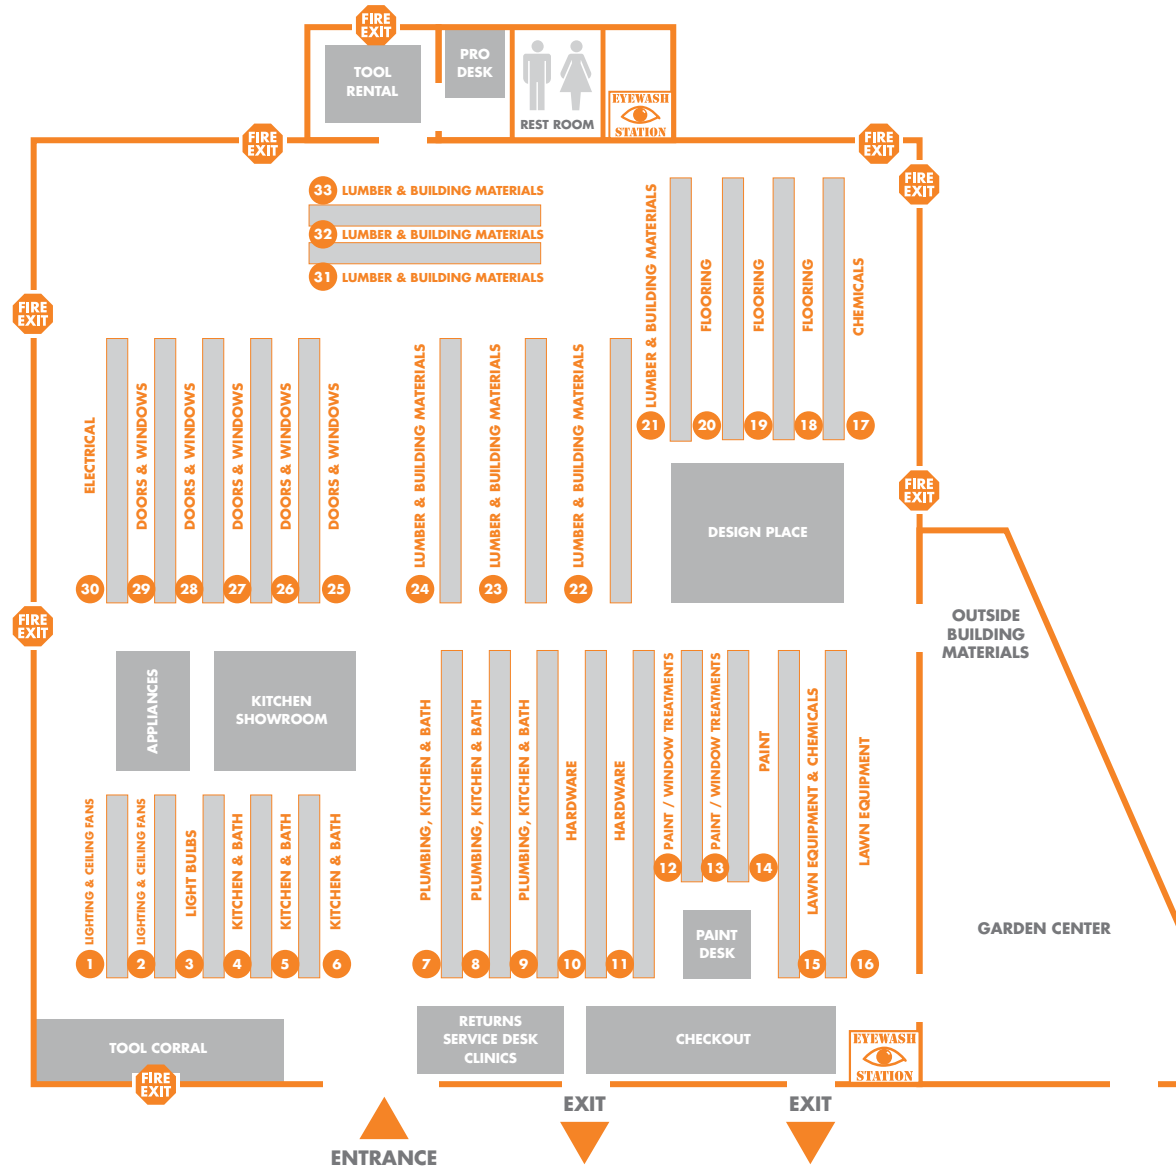 FIRE
EXIT
TOOL
RENTAL
PRO
DESK
REST ROOM
EYEWASH
STATION
FIRE
EXIT
FIRE
EXIT
FIRE
EXIT
33 LUMBER & BUILDING MATERIALS
32 LUMBER & BUILDING MATERIALS
31 LUMBER & BUILDING MATERIALS
LUMBER & BUILDING MATERIALS
21
FLOORING
20
FLOORING
19
FLOORING
18
CHEMICALS
17
FIRE
EXIT
ELECTRICAL
30
DOORS & WINDOWS
29
DOORS & WINDOWS
28
DOORS & WINDOWS
27
DOORS & WINDOWS
26
DOORS & WINDOWS
25
LUMBER & BUILDING MATERIALS
24
LUMBER & BUILDING MATERIALS
23
LUMBER & BUILDING MATERIALS
22
DESIGN PLACE
FIRE
EXIT
FIRE
EXIT
OUTSIDE
BUILDING
MATERIALS
APPLIANCES
KITCHEN
SHOWROOM
LIGHTING & CEILING FANS
1
LIGHTING & CEILING FANS
2
LIGHT BULBS
3
KITCHEN & BATH
4
KITCHEN & BATH
5
KITCHEN & BATH
6
PLUMBING, KITCHEN & BATH
7
PLUMBING, KITCHEN & BATH
8
PLUMBING, KITCHEN & BATH
9
HARDWARE
10
HARDWARE
11
PAINT / WINDOW TREATMENTS
12
PAINT / WINDOW TREATMENTS
13
PAINT
14
LAWN EQUIPMENT & CHEMICALS
15
LAWN EQUIPMENT
16
PAINT
DESK
GARDEN CENTER
TOOL CORRAL
FIRE
EXIT
RETURNS
SERVICE DESK
CLINICS
CHECKOUT
EYEWASH
STATION
ENTRANCE
EXIT
EXIT